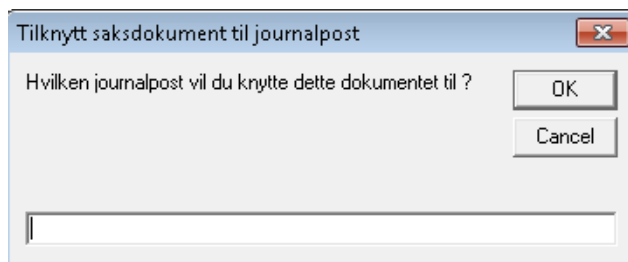 Tilknytt saksdokument til journalpost
Hvilken journalpost vil du knytte dette dokumentet til ?
OK
Cancel